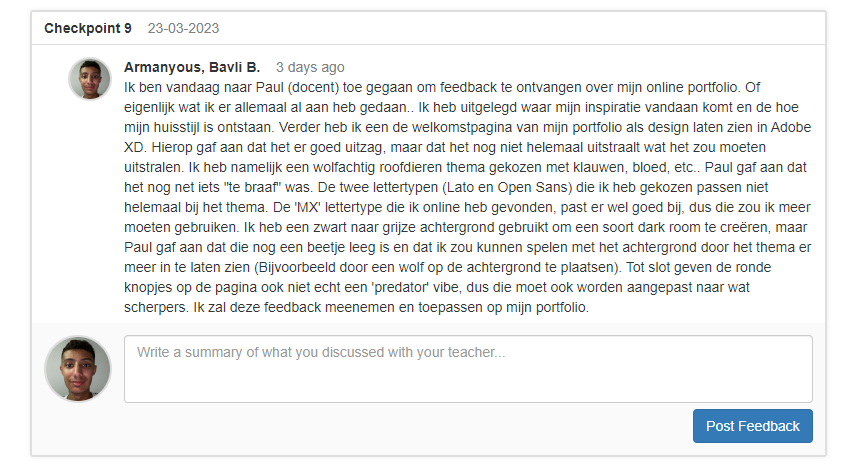 Checkpoint 9 23-03-2023
Armanyous, Bavli B. 3 days ago
Ik ben vandaag naar Paul (docent) toe gegaan om feedback te ontvangen over mijn online portfolio. Of
eigenlijk wat ik er allemaal al aan heb gedaan.. Ik heb uitgelegd waar mijn inspiratie vandaan komt en de hoe
mijn huisstijl is ontstaan. Verder heb ik een de welkomstpagina van mijn portfolio als design laten zien in Adobe
XD. Hierop gaf aan dat het er goed uitzag, maar dat het nog niet helemaal uitstraalt wat het zou moeten
uitstralen. Ik heb namelijk een wolfachtig roofdieren thema gekozen met klauwen, bloed, etc.. Paul gaf aan dat
het nog net iets "te braaf" was. De twee lettertypen (Lato en Open Sans) die ik heb gekozen passen niet
helemaal bij het thema. De 'MX' lettertype die ik online heb gevonden, past er wel goed bij, dus die zou ik meer
moeten gebruiken. Ik heb een zwart naar grijze achtergrond gebruikt om een soort dark room te creëren, maar
Paul gaf aan dat die nog een beetje leeg is en dat ik zou kunnen spelen met het achtergrond door het thema er
meer in te laten zien (Bijvoorbeeld door een wolf op de achtergrond te plaatsen). Tot slot geven de ronde
knopjes op de pagina ook niet echt een 'predator' vibe, dus die moet ook worden aangepast naar wat
scherpers. Ik zal deze feedback meenemen en toepassen op mijn portfolio.
Write a summary of what you discussed with your teacher...
Post Feedback